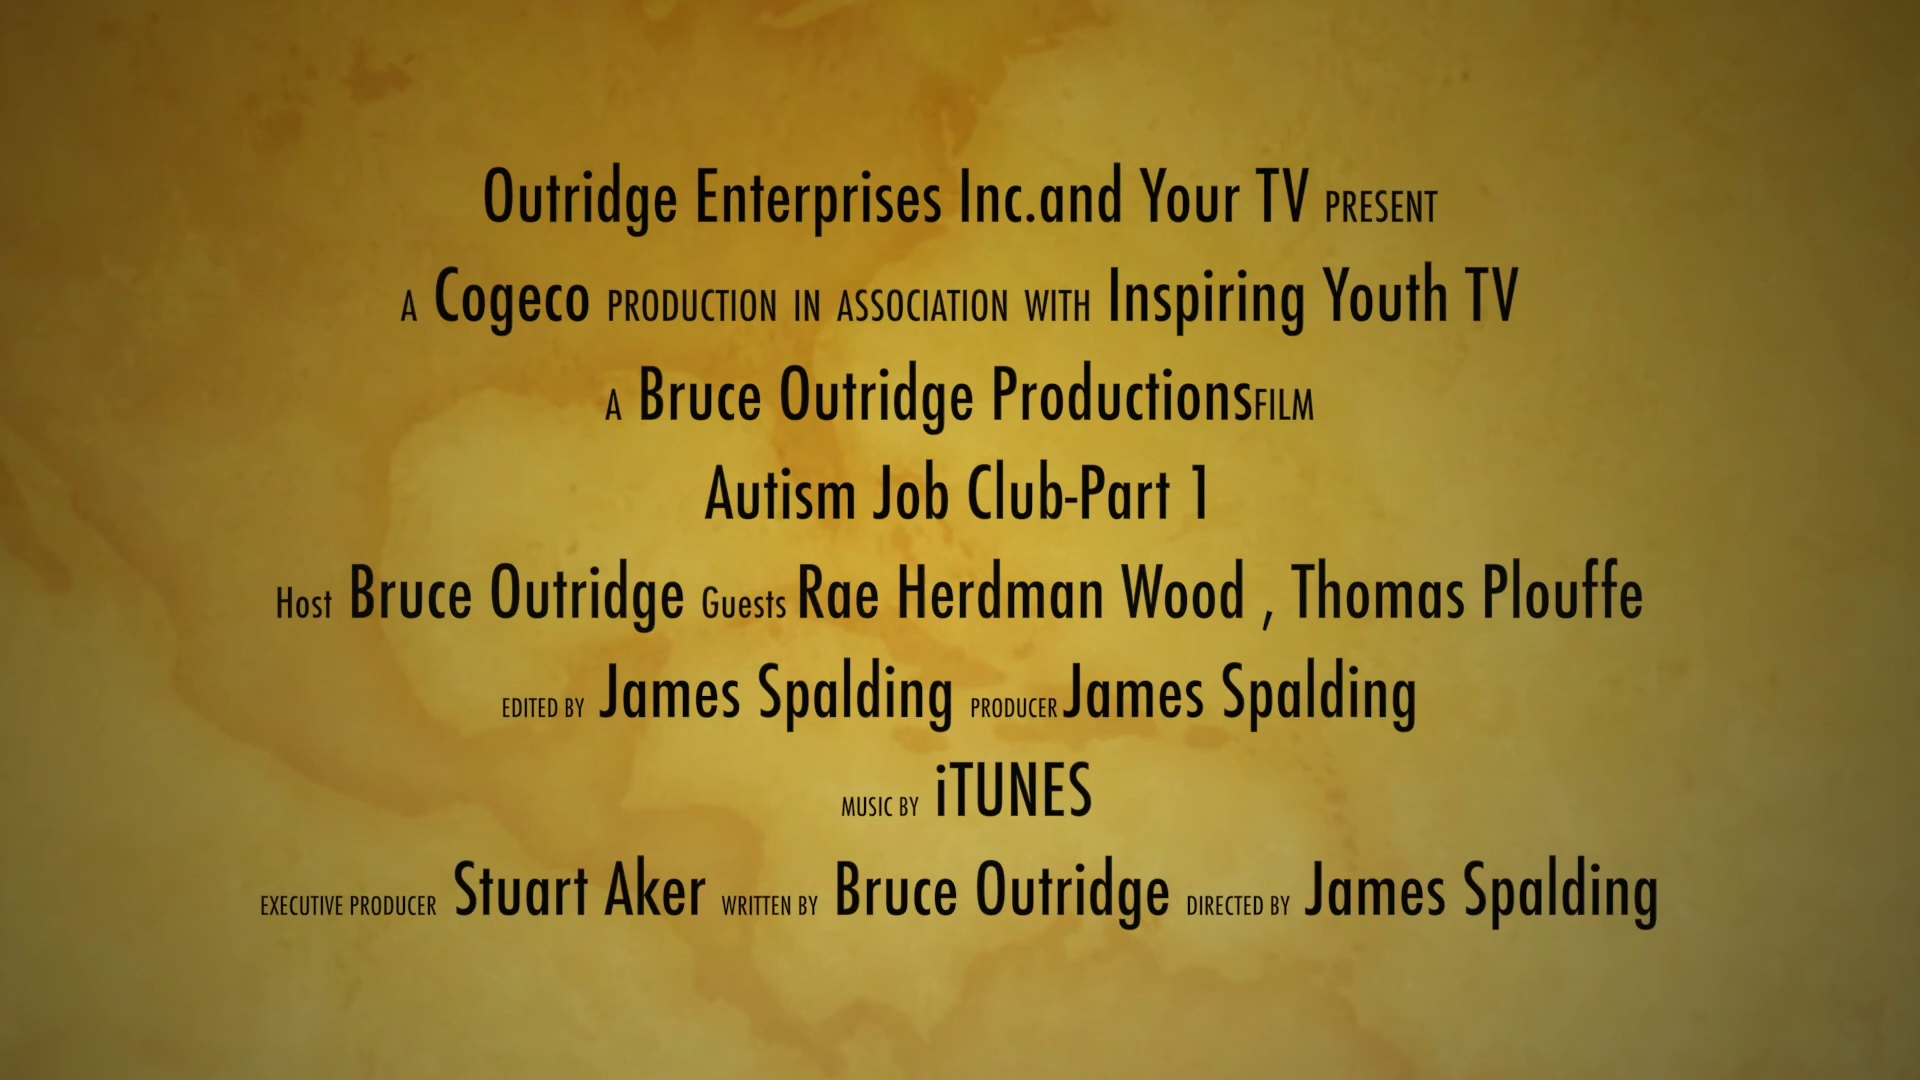 Outridge Enterprises Inc.and Your TV PRESENT
A Cogeco PRODUCTION IN ASSOCIATION WITH Inspiring Youth TV
A Bruce Outridge ProductionsFILM
Autism Job Club-Part 1
Host Bruce Outridge Guests Rae Herdman Wood , Thomas Plouffe
EDITED BY James Spalding PRODUCER James Spalding
MUSIC BY iTUNES
EXECUTIVE PRODUCER Stuart Aker WRITTEN BY Bruce Outridge DIRECTED BY James Spalding